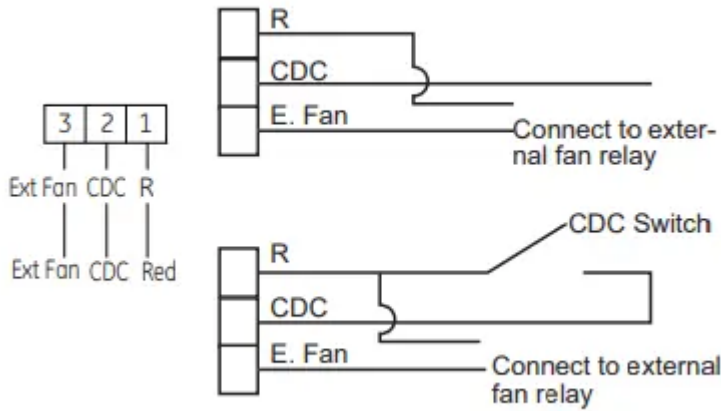 R
CDC
E. Fan
Connect to exter-
nal fan relay
3 2 1
Ext Fan CDC R
Ext Fan CDC Red
CDC Switch
R
CDC
E. Fan
Connect to external
fan relay